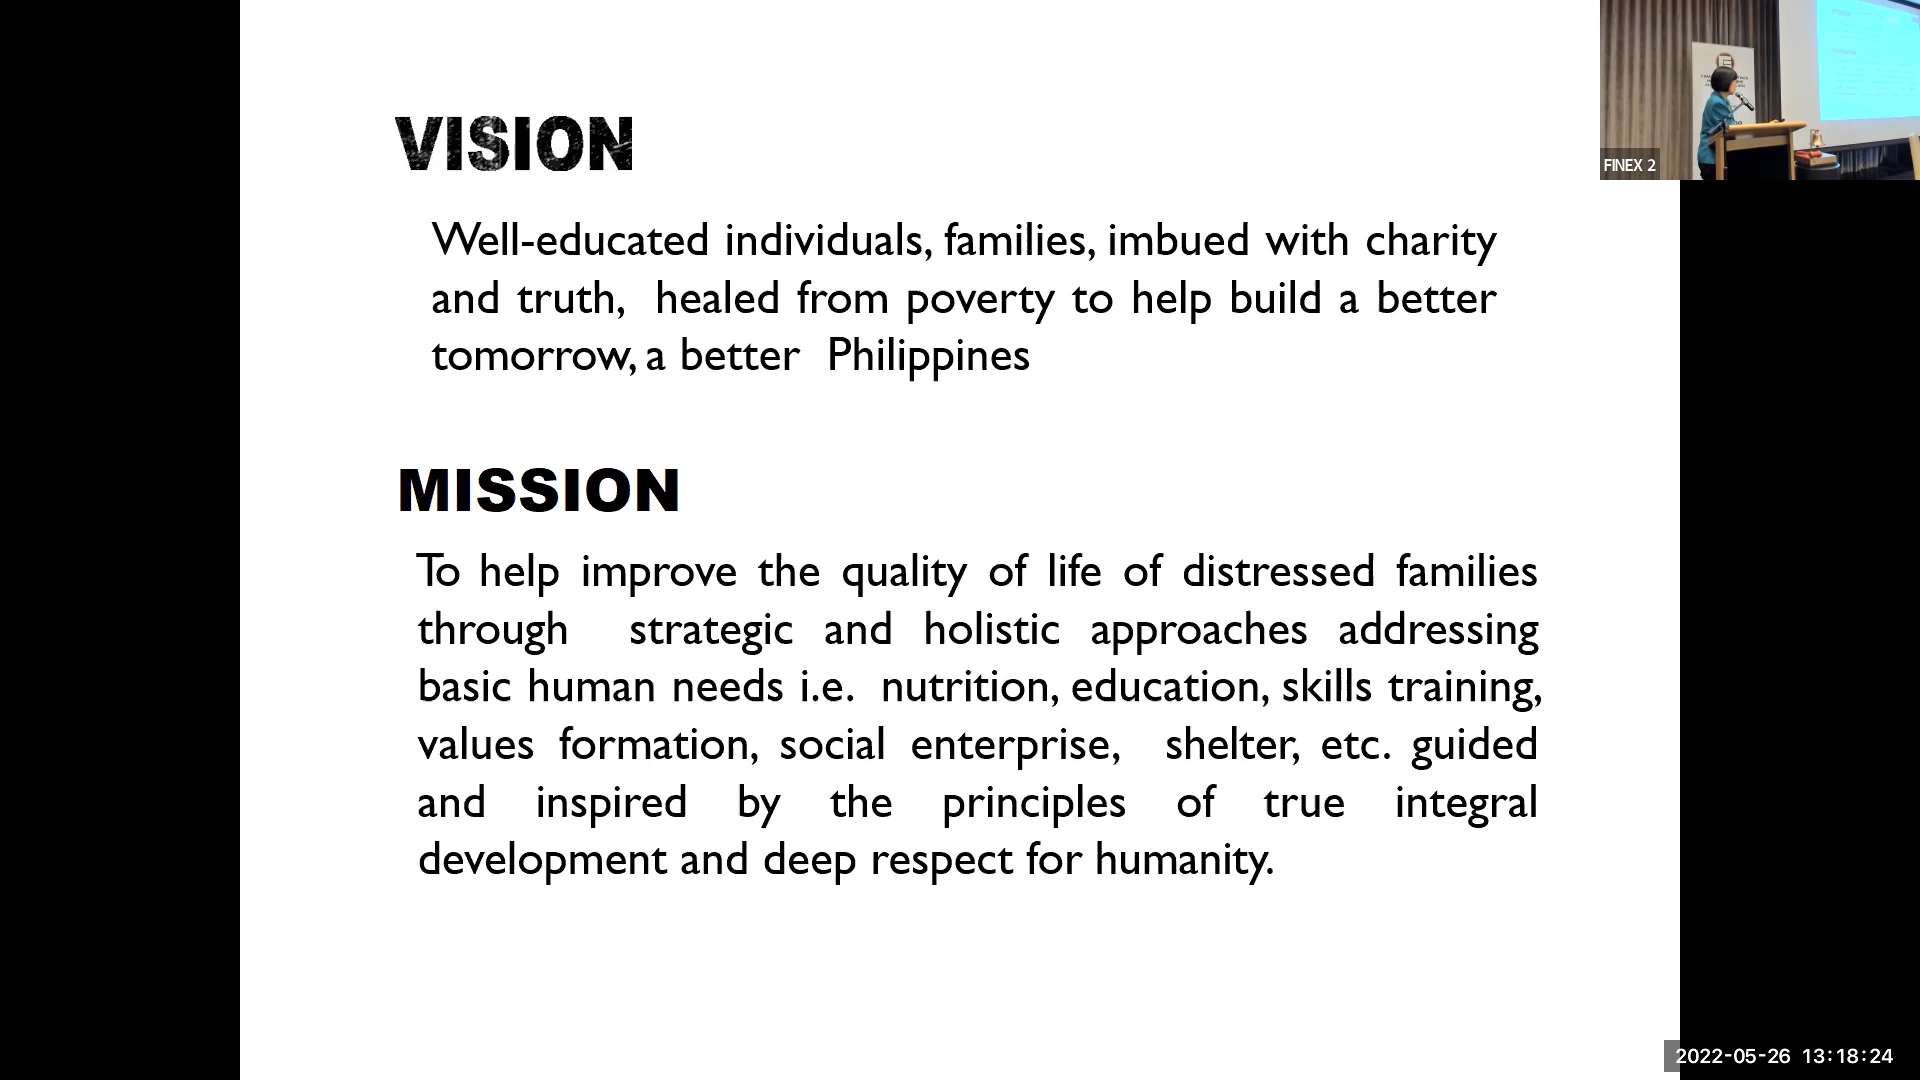 VISION
Well-educated individuals, families, imbued with charity
and truth, healed from poverty to help build a better
tomorrow, a better Philippines
MISSION
To help improve the quality of life of distressed families
through strategic and holistic approaches addressing
basic human needs i.e. nutrition, education, skills training,
values formation, social enterprise, shelter, etc. guided
and inspired by the principles of true integral
development and deep respect for humanity.
FINEX 2
2022-05-26 13:18:24